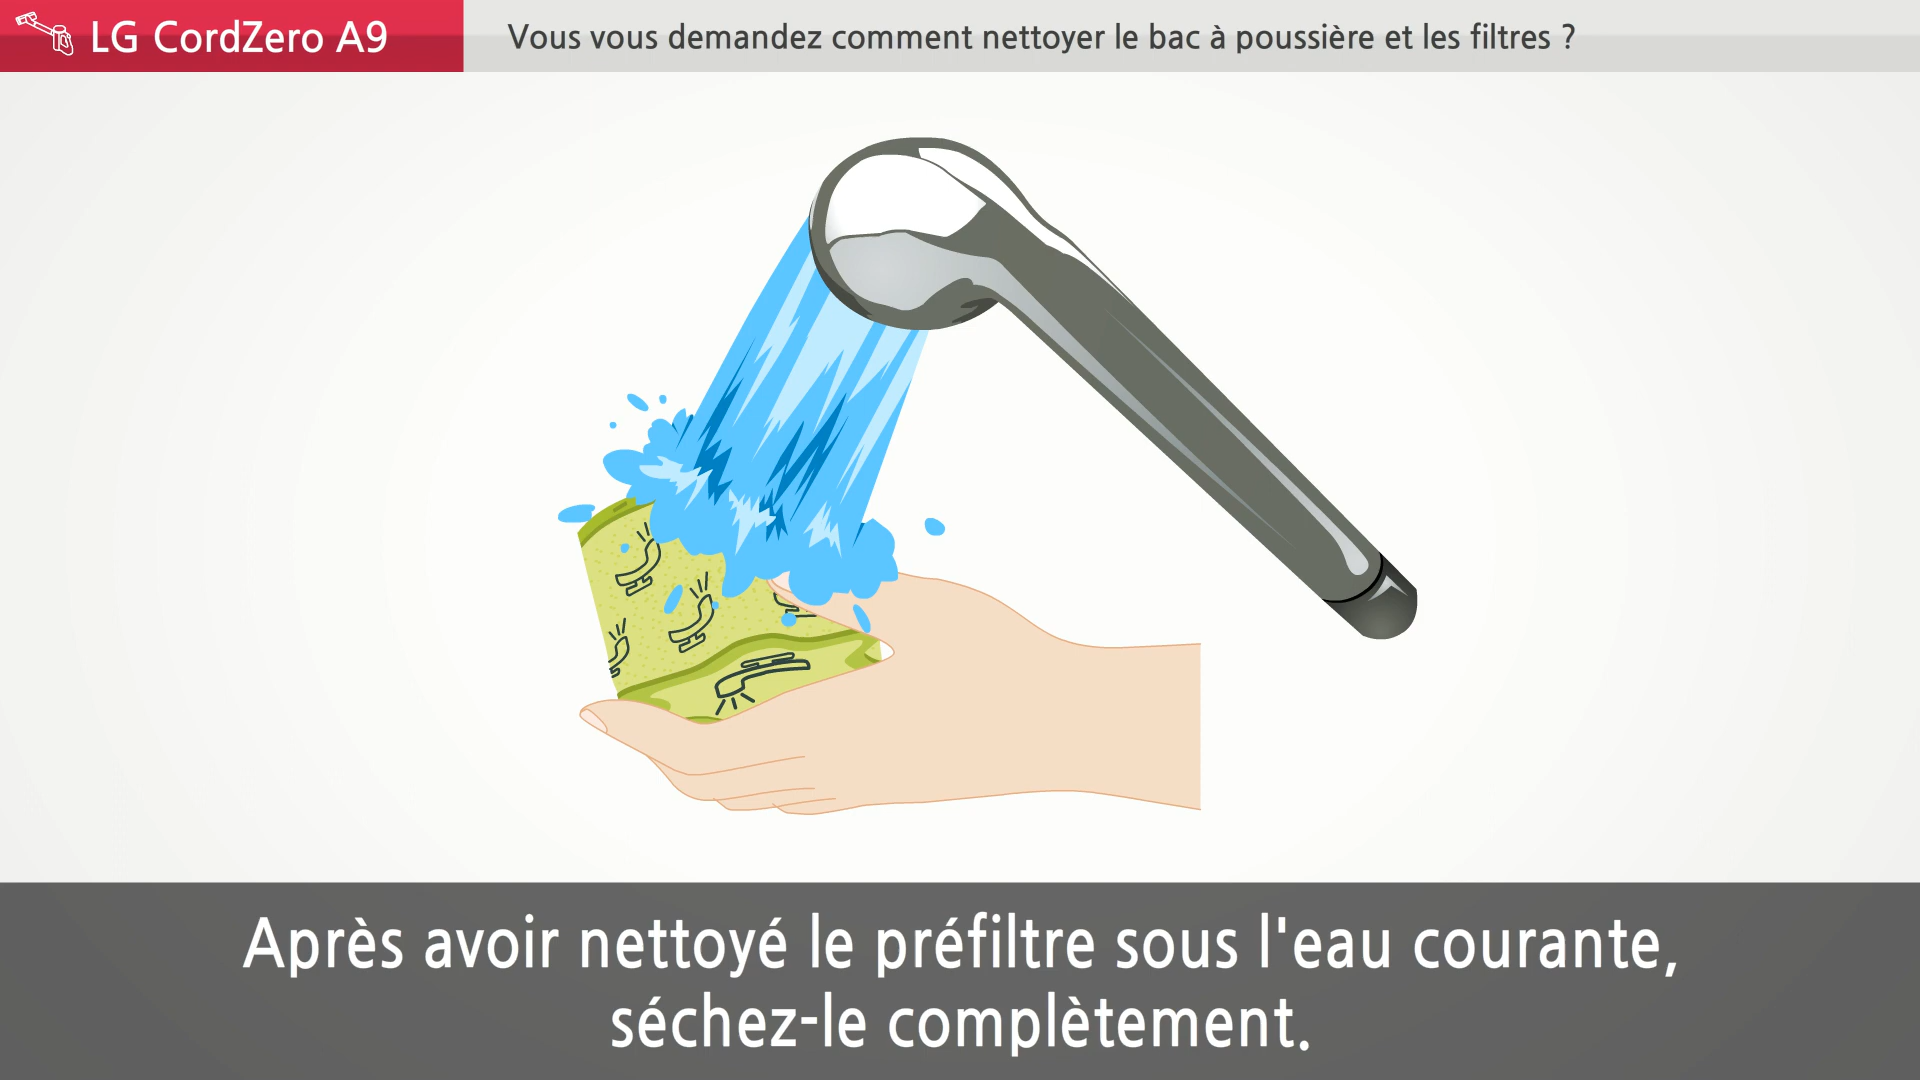 LG CordZero A9
Vous vous demandez comment nettoyer le bac à poussière et les filtres ?
Après avoir nettoyé le préfiltre sous l'eau courante,
séchez-le complètement.